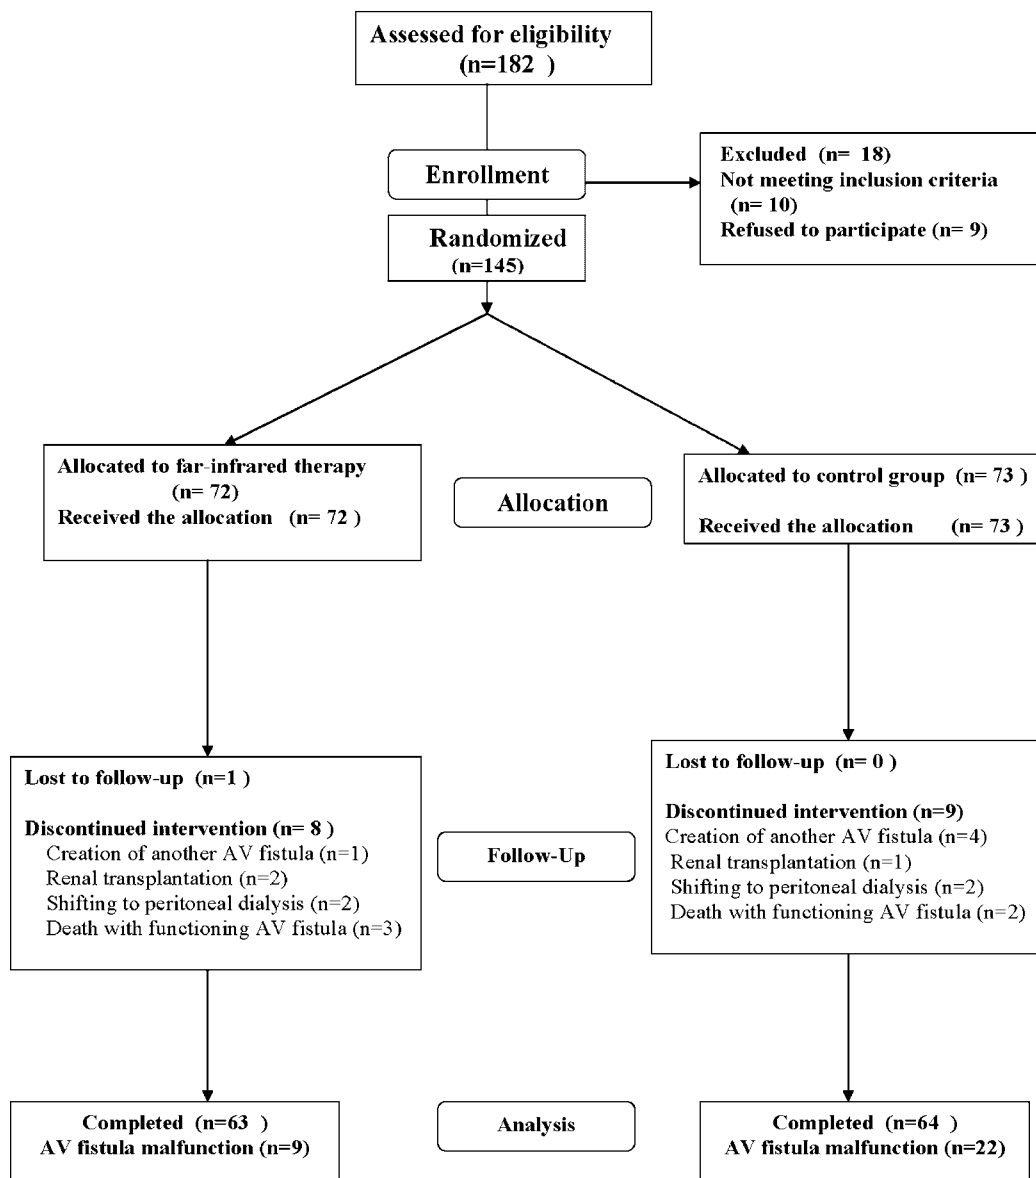 Assessed for eligibility
(n=182 )
Enrollment
Excluded (n= 18)
Not meeting inclusion criteria
(n= 10)
Refused to participate (n= 9)
Randomized
(n=145)
Allocated to far-infrared therapy
(n= 72)
Received the allocation (n= 72 )
Allocation
Allocated to control group (n= 73 )
Received the allocation (n= 73 )
Lost to follow-up (n=1 )
Discontinued intervention (n= 8 )
Creation of another AV fistula (n=1)
Renal transplantation (n=2)
Shifting to peritoneal dialysis (n=2)
Death with functioning AV fistula (n=3)
Follow-Up
Lost to follow-up (n= 0 )
Discontinued intervention (n=9)
Creation of another AV fistula (n=4)
Renal transplantation (n=1)
Shifting to peritoneal dialysis (n=2)
Death with functioning AV fistula (n=2)
Completed (n=63 )
AV fistula malfunction (n=9)
Analysis
Completed (n=64 )
AV fistula malfunction (n=22)